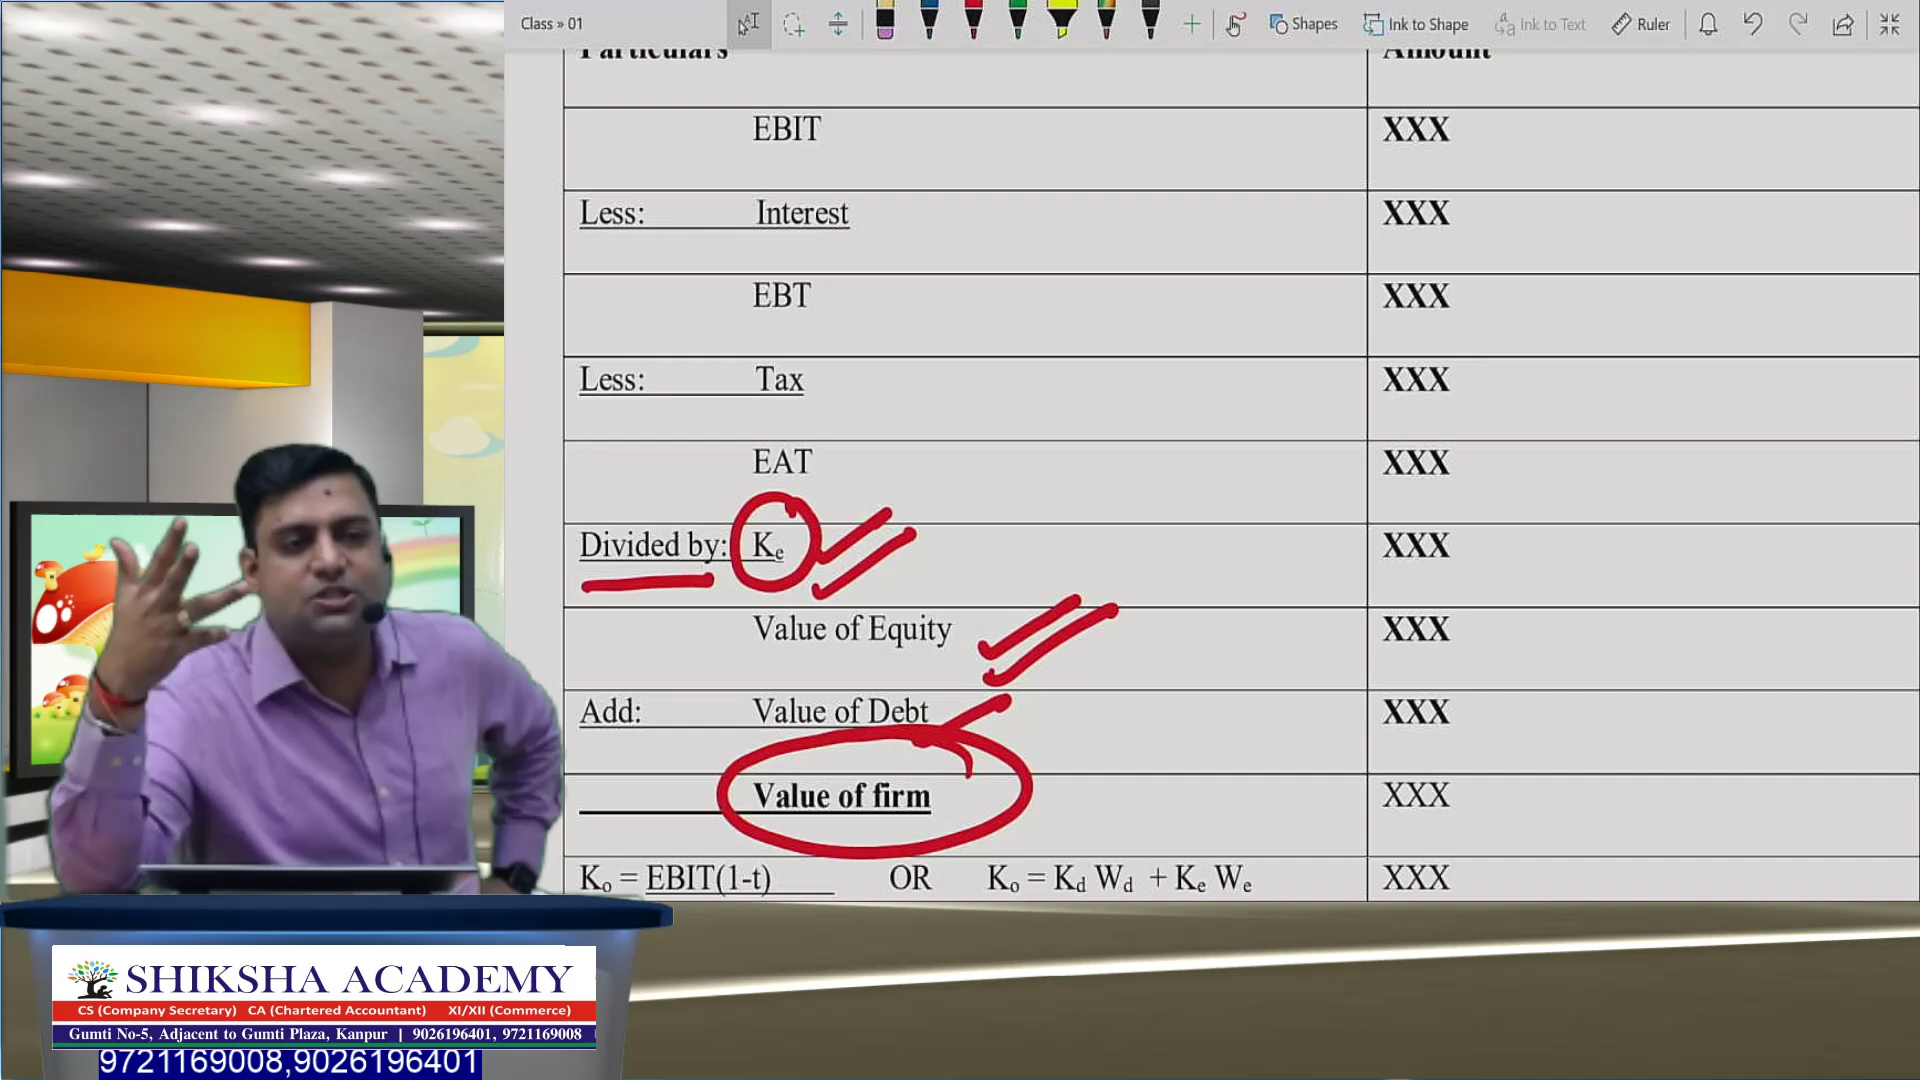 Class » 01
Shapes
Ink to Shape
Ink to Text
Ruler
Particulars Amount
EBIT XXX
Less: Interest XXX
EBT XXX
Less: Tax XXX
EAT XXX
Divided by: Ke XXX
Value of Equity XXX
Add: Value of Debt XXX
Value of firm XXX
Ko = EBIT(1-t) OR Ko = Kd Wd + Ke We XXX
SHIKSHA ACADEMY
CS (Company Secretary) CA (Chartered Accountant) XI/XII (Commerce)
Gumti No-5, Adjacent to Gumti Plaza, Kanpur | 9026196401, 9721169008
9721169008,9026196401